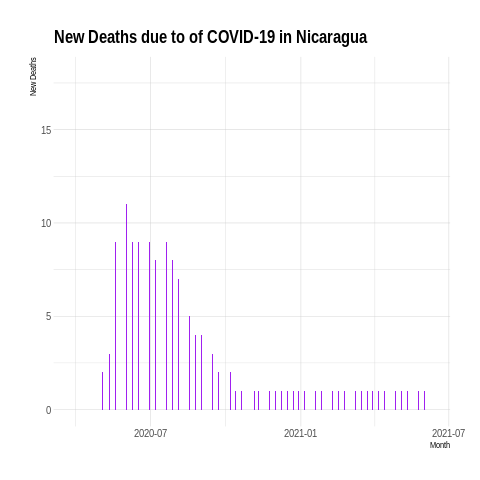 New Deaths due to of COVID-19 in Nicaragua
New Deaths
15
10
5
0
2020-07
2021-01
2021-07
Month